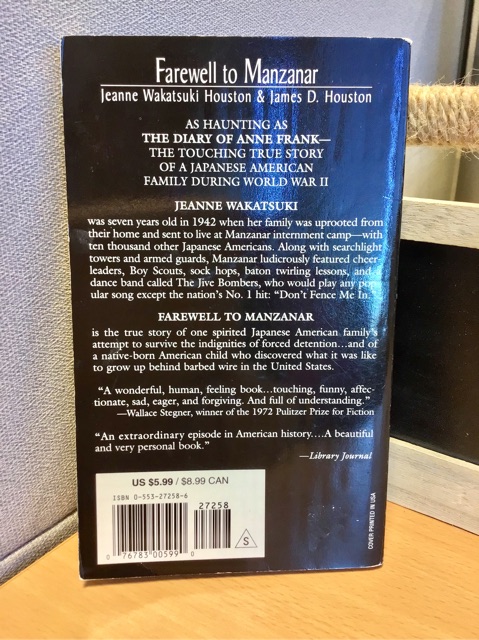 Farewell to Manzanar
Jeanne Wakatsuki Houston & James D. Houston
AS HAUNTING AS
THE DIARY OF ANNE FRANK—
THE TOUCHING TRUE STORY
OF A JAPANESE AMERICAN
FAMILY DURING WORLD WAR II
JEANNE WAKATSUKI
was seven years old in 1942 when her family was uprooted from
their home and sent to live at Manzanar internment camp—with
ten thousand other Japanese Americans. Along with searchlight
towers and armed guards, Manzanar ludicrously featured cheer-
leaders, Boy Scouts, sock hops, baton twirling lessons, and a
dance band called The Jive Bombers, who would play any pop-
ular song except the nation's No. 1 hit: "Don't Fence Me In."
FAREWELL TO MANZANAR
is the true story of one spirited Japanese American family's
attempt to survive the indignities of forced detention...and of
a native-born American child who discovered what it was like
to grow up behind barbed wire in the United States.
"A wonderful, human, feeling book...touching, funny, affec-
tionate, sad, eager, and forgiving. And full of understanding."
—Wallace Stegner, winner of the 1972 Pulitzer Prize for Fiction
"An extraordinary episode in American history....A beautiful
and very personal book."
—Library Journal
US $5.99 / $8.99 CAN
ISBN 0-553-27258-6
27258
0 76783 00599 0
S
COVER PRINTED IN USA